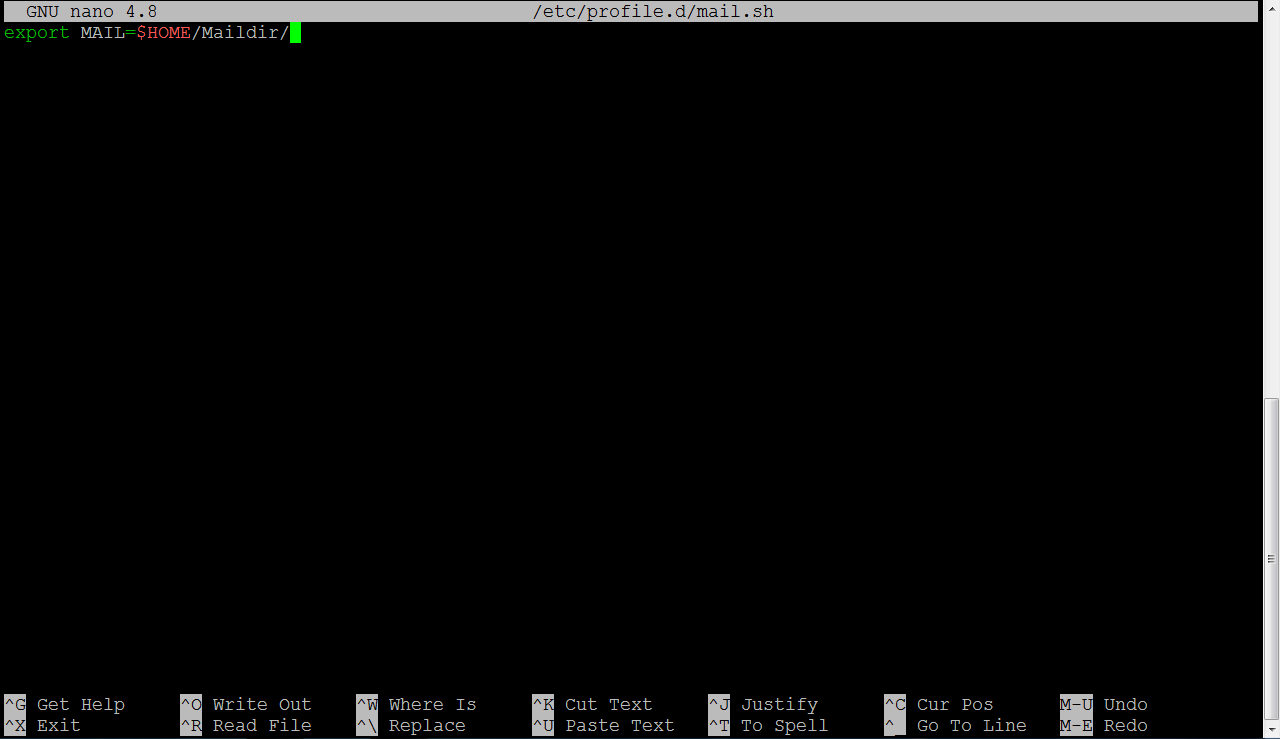 GNU nano 4.8 /etc/profile.d/mail.sh
export MAIL=$HOME/Maildir/
^G Get Help ^O Write Out ^W Where Is ^K Cut Text ^J Justify ^C Cur Pos M-U Undo
^X Exit ^R Read File ^\ Replace ^U Paste Text ^T To Spell ^_ Go To Line M-E Redo